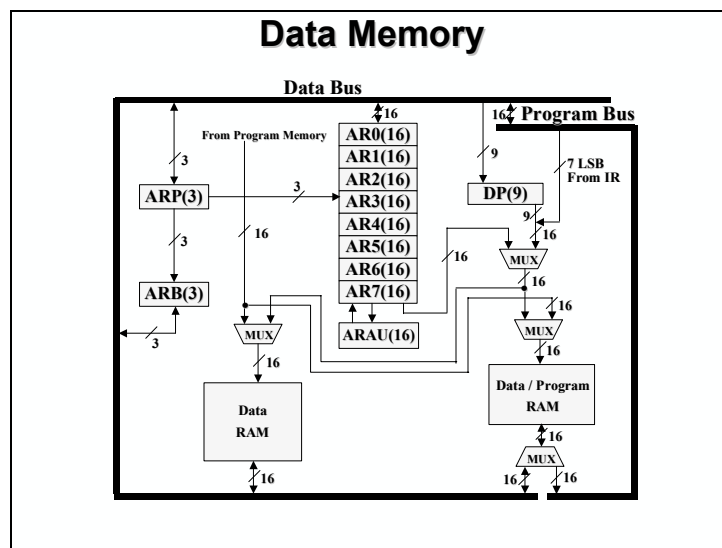 Data Memory
Data Bus
16
16
Program Bus
From Program Memory
AR0(16)
AR1(16)
AR2(16)
AR3(16)
AR4(16)
AR5(16)
AR6(16)
AR7(16)
ARAU(16)
3
9
7 LSB
From IR
ARP(3)
3
DP(9)
9
16
3
16
16
MUX
16
ARB(3)
3
16
MUX
MUX
16
16
Data
RAM
Data / Program
RAM
16
MUX
16
16
16